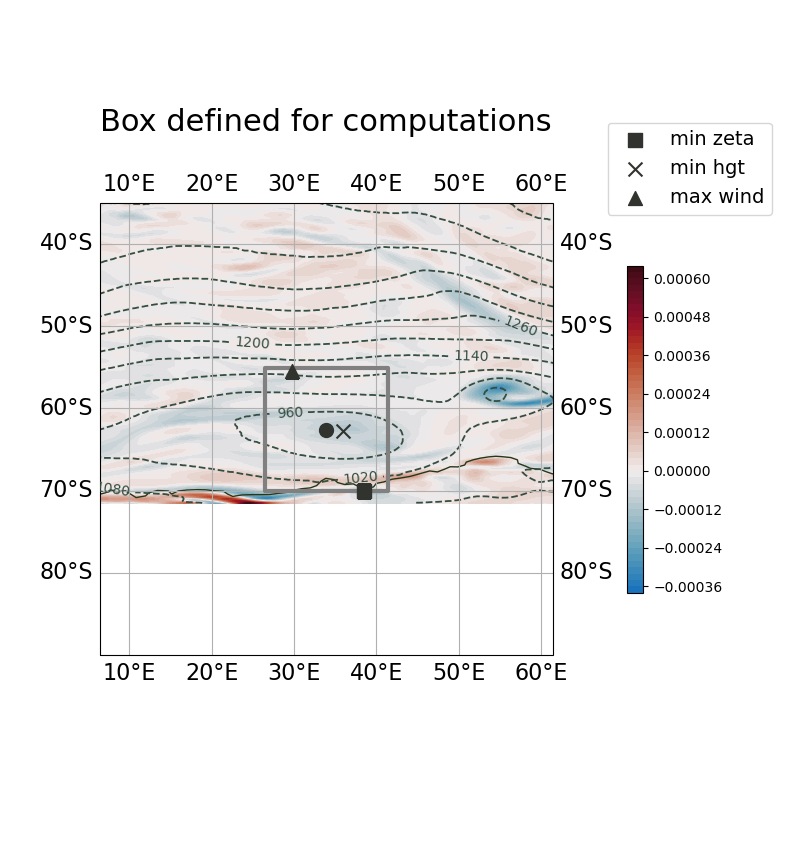 Box defined for computations
min zeta
min hgt
max wind
10°E 20°E 30°E 40°E 50°E 60°E
40°S 40°S
50°S 50°S
60°S 60°S
70°S 70°S
80°S 80°S
1260
1200
1140
960
1020
1080
10°E 20°E 30°E 40°E 50°E 60°E
0.00060
0.00048
0.00036
0.00024
0.00012
0.00000
−0.00012
−0.00024
−0.00036